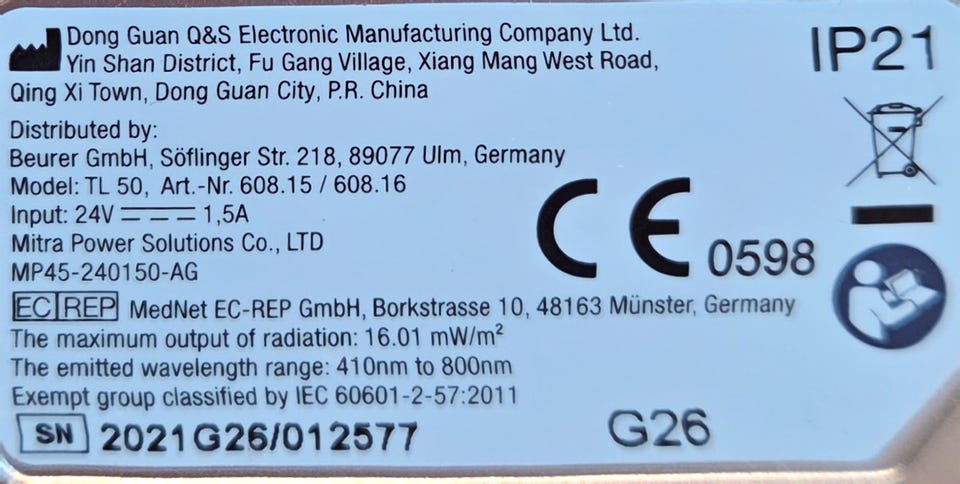 Dong Guan Q&S Electronic Manufacturing Company Ltd.
Yin Shan District, Fu Gang Village, Xiang Mang West Road,
Qing Xi Town, Dong Guan City, P.R. China
IP21
Distributed by:
Beurer GmbH, Söflinger Str. 218, 89077 Ulm, Germany
Model: TL 50, Art.-Nr. 608.15 / 608.16
Input: 24V ⎓ 1,5A
Mitra Power Solutions Co., LTD
MP45-240150-AG
CE 0598
EC REP MedNet EC-REP GmbH, Borkstrasse 10, 48163 Münster, Germany
The maximum output of radiation: 16.01 mW/m²
The emitted wavelength range: 410nm to 800nm
Exempt group classified by IEC 60601-2-57:2011
SN 2021G26/012577
G26